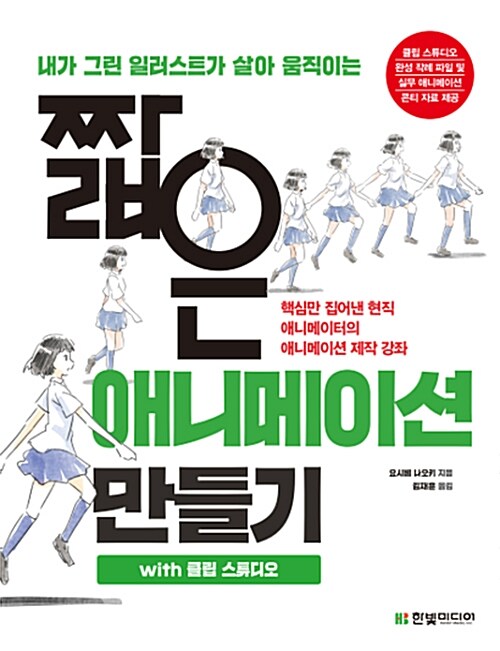 내가 그린 일러스트가 살아 움직이는
클립 스튜디오
완성 작례 파일 및
실무 애니메이션
콘티 자료 제공
짧은
핵심만 집어낸 현직
애니메이터의
애니메이션 제작 강좌
애니메이션
요시베 나오키 지음
김재훈 옮김
만들기
with 클립 스튜디오
한빛미디어